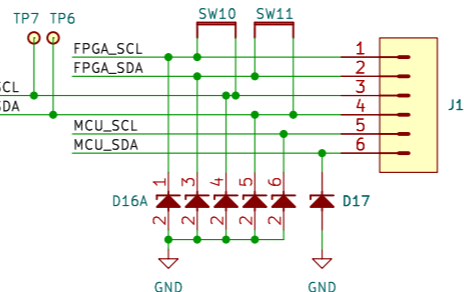 TP7 TP6 SW10 SW11
FPGA_SCL 1
FPGA_SDA 2
SCL 3
SDA 4 J1
MCU_SCL 5
MCU_SDA 6
1 3 4 5 6
D16A D17
2 2 2 2 2 2
GND GND